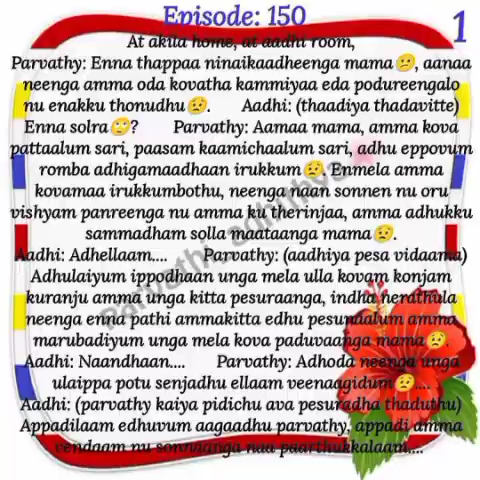 Episode: 150
1
At akila home, at aadhi room,
Parvathy: Enna thappaa ninaikaadheenga mama😕, aanaa
neenga amma oda kovatha kammiyaa eda podureengalo
nu enakku thonudhu😟. Aadhi: (thaadiya thadavitte)
Enna solra🙄? Parvathy: Aamaa mama, amma kova
pattaalum sari, paasam kaamichaalum sari, adhu eppovum
romba adhigamaadhaan irukkum😟. Enmela amma
kovamaa irukkumbothu, neenga naan sonnen nu oru
vishyam panreenga nu amma ku therinjaa, amma adhukku
sammadham solla maataanga mama😟.
Aadhi: Adhellaam.... Parvathy: (aadhiya pesa vidaama)
Adhulaiyum ippodhaan unga mela ulla kovam konjam
kuranju amma unga kitta pesuraanga, indha nerathula
neenga enna pathi ammakitta edhu pesunaalum amma
marubadiyum unga mela kova paduvaanga mama😟
Aadhi: Naandhaan.... Parvathy: Adhoda neenga unga
ulaippa potu senjadhu ellaam veenaagidum😟....
Aadhi: (parvathy kaiya pidichu ava pesuradha thaduthu)
Appadilaam edhuvum aagaadhu parvathy, appadi amma
vendaam nu sonnaanga naa paarthukkalaam....